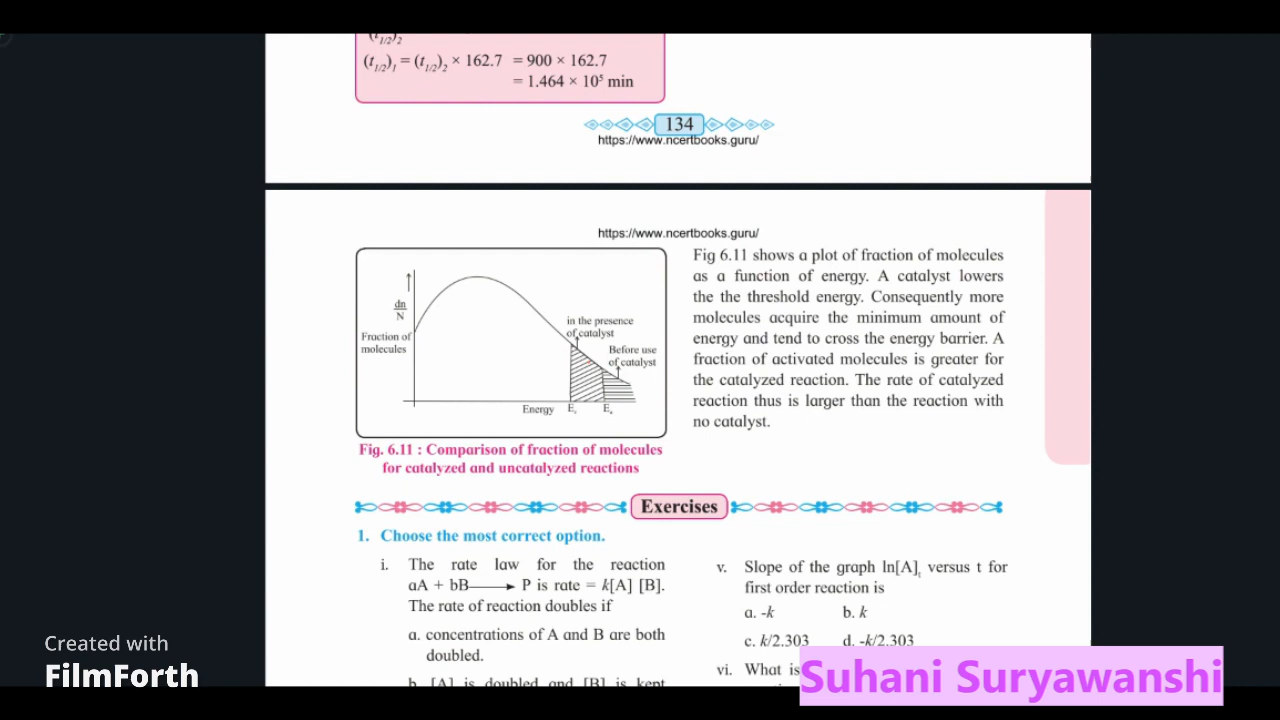 (t1/2)2
(t1/2)1 = (t1/2)2 × 162.7 = 900 × 162.7
= 1.464 × 10⁵ min
134
https://www.ncertbooks.guru/
https://www.ncertbooks.guru/
dn
N
Fraction of
molecules
in the presence
of catalyst
Before use
of catalyst
Energy
Fig. 6.11 : Comparison of fraction of molecules
for catalyzed and uncatalyzed reactions
Fig 6.11 shows a plot of fraction of molecules
as a function of energy. A catalyst lowers
the the threshold energy. Consequently more
molecules acquire the minimum amount of
energy and tend to cross the energy barrier. A
fraction of activated molecules is greater for
the catalyzed reaction. The rate of catalyzed
reaction thus is larger than the reaction with
no catalyst.
Exercises
1. Choose the most correct option.
i. The rate law for the reaction
aA + bB ⟶ P is rate = k[A] [B].
The rate of reaction doubles if
a. concentrations of A and B are both
doubled.
b. [A] is doubled and [B] is kept
v. Slope of the graph ln[A]t versus t for
first order reaction is
a. -k b. k
c. k/2.303 d. -k/2.303
vi. What is
Created with
FilmForth
Suhani Suryawanshi